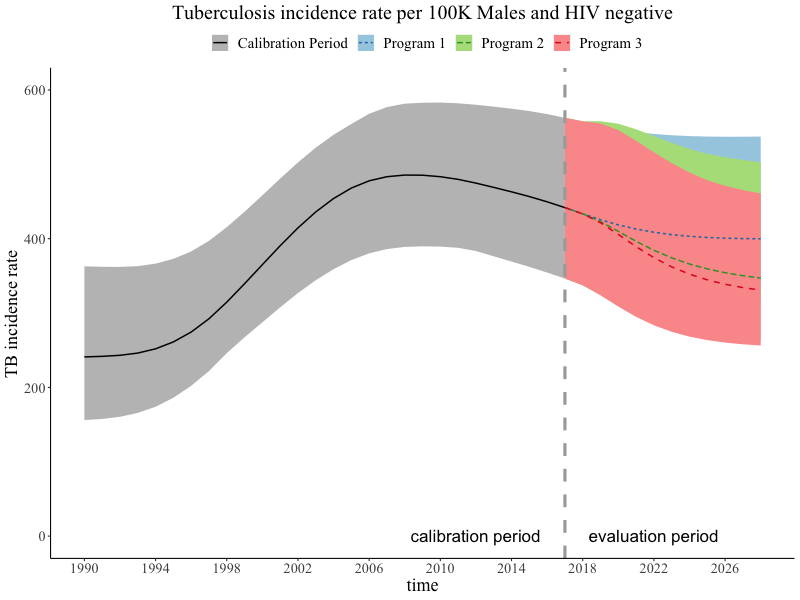 Tuberculosis incidence rate per 100K Males and HIV negative
Calibration Period Program 1 Program 2 Program 3
TB incidence rate
600
400
200
0
calibration period evaluation period
1990 1994 1998 2002 2006 2010 2014 2018 2022 2026
time